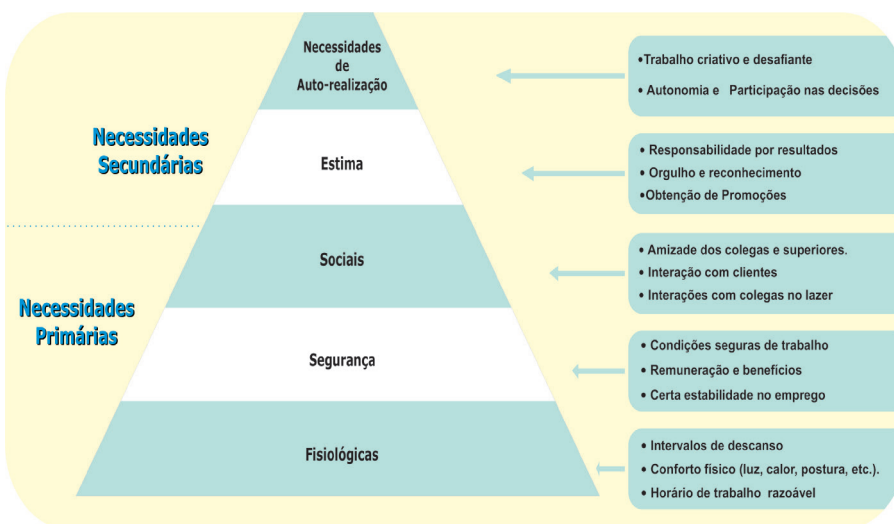 Necessidades
de
Auto-realização
•Trabalho criativo e desafiante
• Autonomia e Participação nas decisões
Necessidades
Secundárias
Estima
• Responsabilidade por resultados
• Orgulho e reconhecimento
•Obtenção de Promoções
Sociais
• Amizade dos colegas e superiores.
• Interação com clientes
• Interações com colegas no lazer
Necessidades
Primárias
Segurança
• Condições seguras de trabalho
• Remuneração e benefícios
• Certa estabilidade no emprego
Fisiológicas
• Intervalos de descanso
• Conforto físico (luz, calor, postura, etc.).
• Horário de trabalho razoável